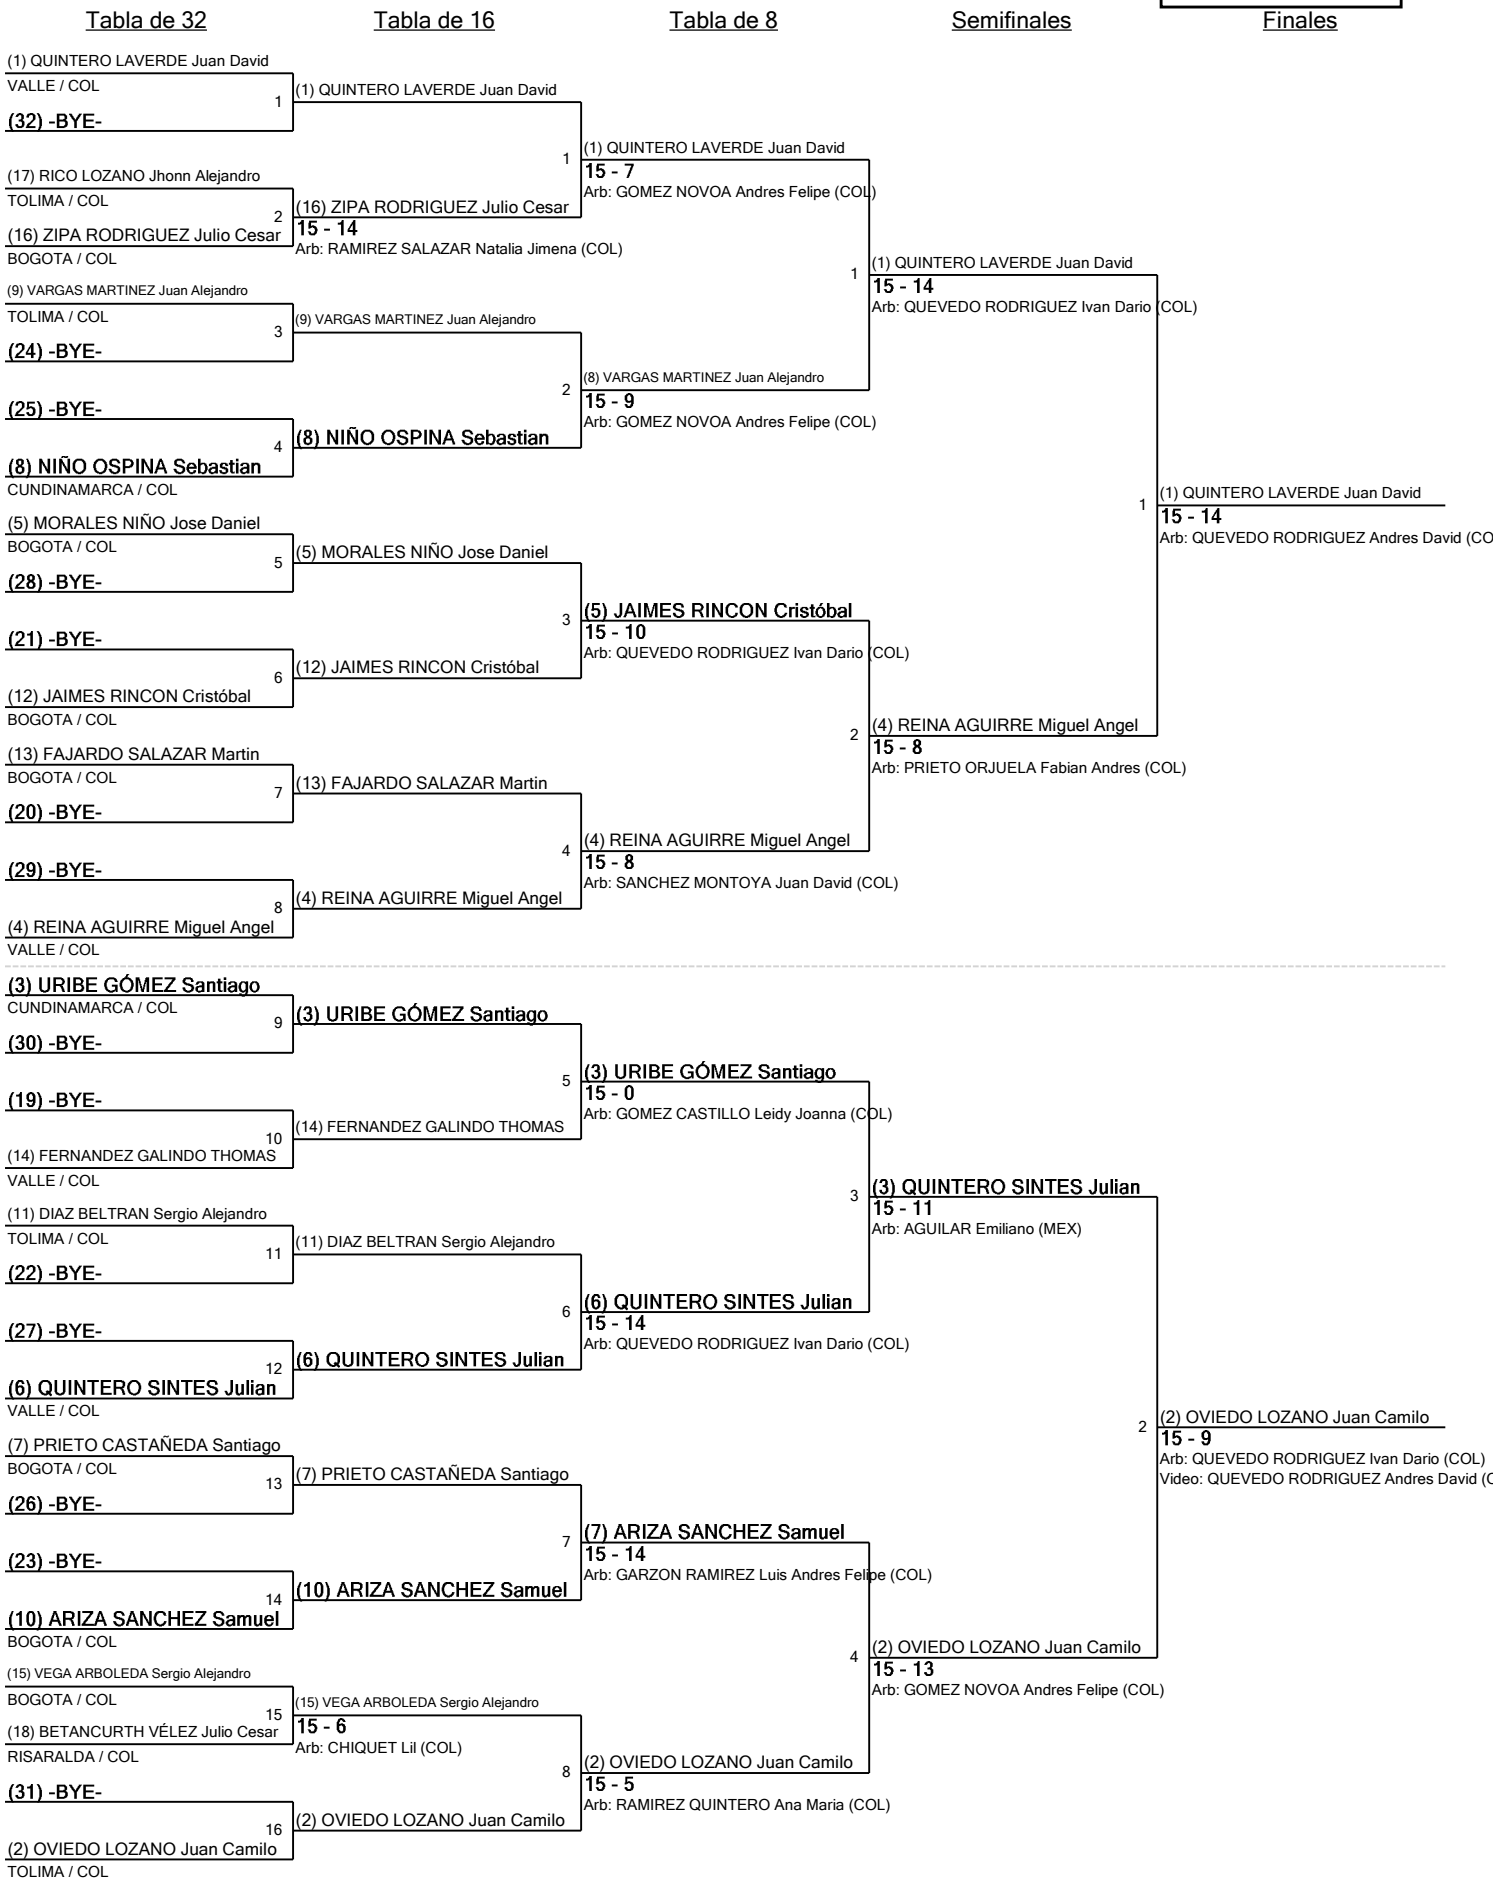 Tabla de 32
Tabla de 16
Tabla de 8
Semifinales
Finales
(1) QUINTERO LAVERDE Juan David
VALLE / COL
1
(32) -BYE-
(17) RICO LOZANO Jhonn Alejandro
TOLIMA / COL
2
(16) ZIPA RODRIGUEZ Julio Cesar
BOGOTA / COL
(9) VARGAS MARTINEZ Juan Alejandro
TOLIMA / COL
3
(24) -BYE-
(25) -BYE-
4
(8) NIÑO OSPINA Sebastian
CUNDINAMARCA / COL
(5) MORALES NIÑO Jose Daniel
BOGOTA / COL
5
(28) -BYE-
(21) -BYE-
6
(12) JAIMES RINCON Cristóbal
BOGOTA / COL
(13) FAJARDO SALAZAR Martin
BOGOTA / COL
7
(20) -BYE-
(29) -BYE-
8
(4) REINA AGUIRRE Miguel Angel
VALLE / COL
(3) URIBE GÓMEZ Santiago
CUNDINAMARCA / COL
9
(30) -BYE-
(19) -BYE-
10
(14) FERNANDEZ GALINDO THOMAS
VALLE / COL
(11) DIAZ BELTRAN Sergio Alejandro
TOLIMA / COL
11
(22) -BYE-
(27) -BYE-
12
(6) QUINTERO SINTES Julian
VALLE / COL
(7) PRIETO CASTAÑEDA Santiago
BOGOTA / COL
13
(26) -BYE-
(23) -BYE-
14
(10) ARIZA SANCHEZ Samuel
BOGOTA / COL
(15) VEGA ARBOLEDA Sergio Alejandro
BOGOTA / COL
15
(18) BETANCURTH VÉLEZ Julio Cesar
RISARALDA / COL
(31) -BYE-
16
(2) OVIEDO LOZANO Juan Camilo
TOLIMA / COL
(1) QUINTERO LAVERDE Juan David
1
(16) ZIPA RODRIGUEZ Julio Cesar
15 - 14
Arb: RAMIREZ SALAZAR Natalia Jimena (COL)
(9) VARGAS MARTINEZ Juan Alejandro
2
(8) NIÑO OSPINA Sebastian
(5) MORALES NIÑO Jose Daniel
3
(12) JAIMES RINCON Cristóbal
(13) FAJARDO SALAZAR Martin
4
(4) REINA AGUIRRE Miguel Angel
(3) URIBE GÓMEZ Santiago
5
(14) FERNANDEZ GALINDO THOMAS
(11) DIAZ BELTRAN Sergio Alejandro
6
(6) QUINTERO SINTES Julian
(7) PRIETO CASTAÑEDA Santiago
7
(10) ARIZA SANCHEZ Samuel
(15) VEGA ARBOLEDA Sergio Alejandro
15 - 6
Arb: CHIQUET Lil (COL)
8
(2) OVIEDO LOZANO Juan Camilo
(1) QUINTERO LAVERDE Juan David
15 - 7
Arb: GOMEZ NOVOA Andres Felipe (COL)
1
(8) VARGAS MARTINEZ Juan Alejandro
15 - 9
Arb: GOMEZ NOVOA Andres Felipe (COL)
(5) JAIMES RINCON Cristóbal
15 - 10
Arb: QUEVEDO RODRIGUEZ Ivan Dario (COL)
2
(4) REINA AGUIRRE Miguel Angel
15 - 8
Arb: SANCHEZ MONTOYA Juan David (COL)
(3) URIBE GÓMEZ Santiago
15 - 0
Arb: GOMEZ CASTILLO Leidy Joanna (COL)
3
(6) QUINTERO SINTES Julian
15 - 14
Arb: QUEVEDO RODRIGUEZ Ivan Dario (COL)
(7) ARIZA SANCHEZ Samuel
15 - 14
Arb: GARZON RAMIREZ Luis Andres Felipe (COL)
4
(2) OVIEDO LOZANO Juan Camilo
15 - 5
Arb: RAMIREZ QUINTERO Ana Maria (COL)
(1) QUINTERO LAVERDE Juan David
15 - 14
Arb: QUEVEDO RODRIGUEZ Ivan Dario (COL)
1
(4) REINA AGUIRRE Miguel Angel
15 - 8
Arb: PRIETO ORJUELA Fabian Andres (COL)
(3) QUINTERO SINTES Julian
15 - 11
Arb: AGUILAR Emiliano (MEX)
2
(2) OVIEDO LOZANO Juan Camilo
15 - 13
Arb: GOMEZ NOVOA Andres Felipe (COL)
(1) QUINTERO LAVERDE Juan David
15 - 14
Arb: QUEVEDO RODRIGUEZ Andres David (CO
(2) OVIEDO LOZANO Juan Camilo
15 - 9
Arb: QUEVEDO RODRIGUEZ Ivan Dario (COL)
Video: QUEVEDO RODRIGUEZ Andres David (C